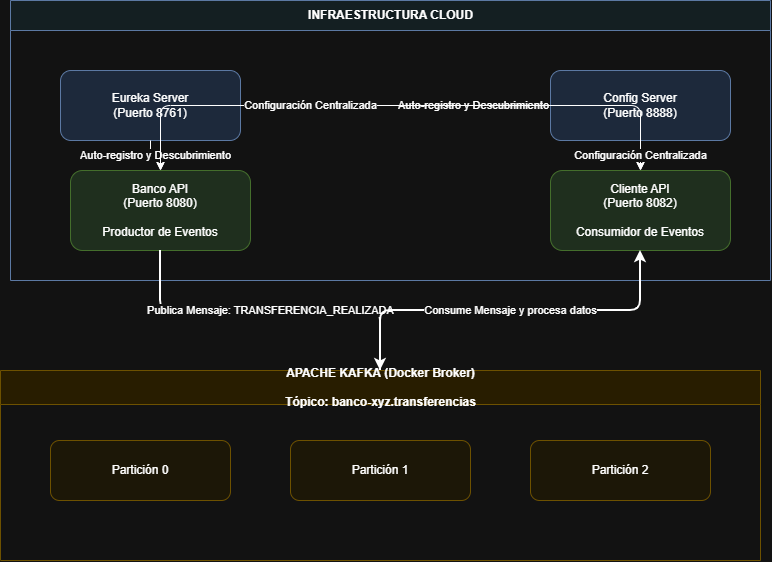 INFRAESTRUCTURA CLOUD
Eureka Server
(Puerto 8761)
Configuración Centralizada
Auto-registro y Descubrimiento
Config Server
(Puerto 8888)
Auto-registro y Descubrimiento
Configuración Centralizada
Banco API
(Puerto 8080)
Productor de Eventos
Cliente API
(Puerto 8082)
Consumidor de Eventos
Publica Mensaje: TRANSFERENCIA_REALIZADA
Consume Mensaje y procesa datos
APACHE KAFKA (Docker Broker)
Tópico: banco-xyz.transferencias
Partición 0
Partición 1
Partición 2